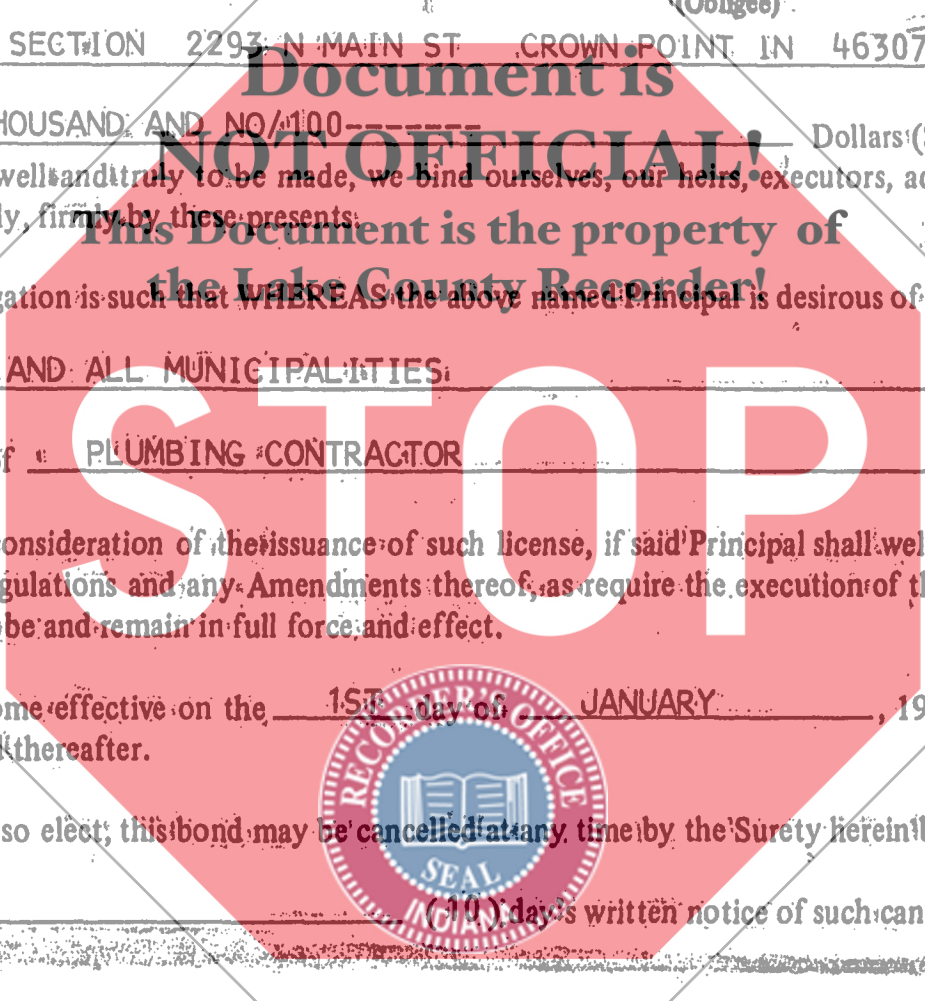 (Obligee)
SECTION 2293 N MAIN ST CROWN POINT IN 46307
Document is
HOUSAND AND NO/100-------
Dollars (
NOT OFFICIAL!
well and truly to be made, we bind ourselves, our heirs, executors, ad
ly, firmly by these presents.
This Document is the property of
the Lake County Recorder!
gation is such that WHEREAS the above named Principal is desirous of
AND ALL MUNICIPALITIES
STOP
of PLUMBING CONTRACTOR
onsideration of the issuance of such license, if said Principal shall wel
gulations and any Amendments thereof, as require the execution of th
be and remain in full force and effect.
ome effective on the 1ST day of JANUARY, 19
thereafter.
RECORDER'S OFFICE
SEAL
INDIANA
so elect, this bond may be cancelled at any time by the Surety herein b
(10) day's written notice of such can